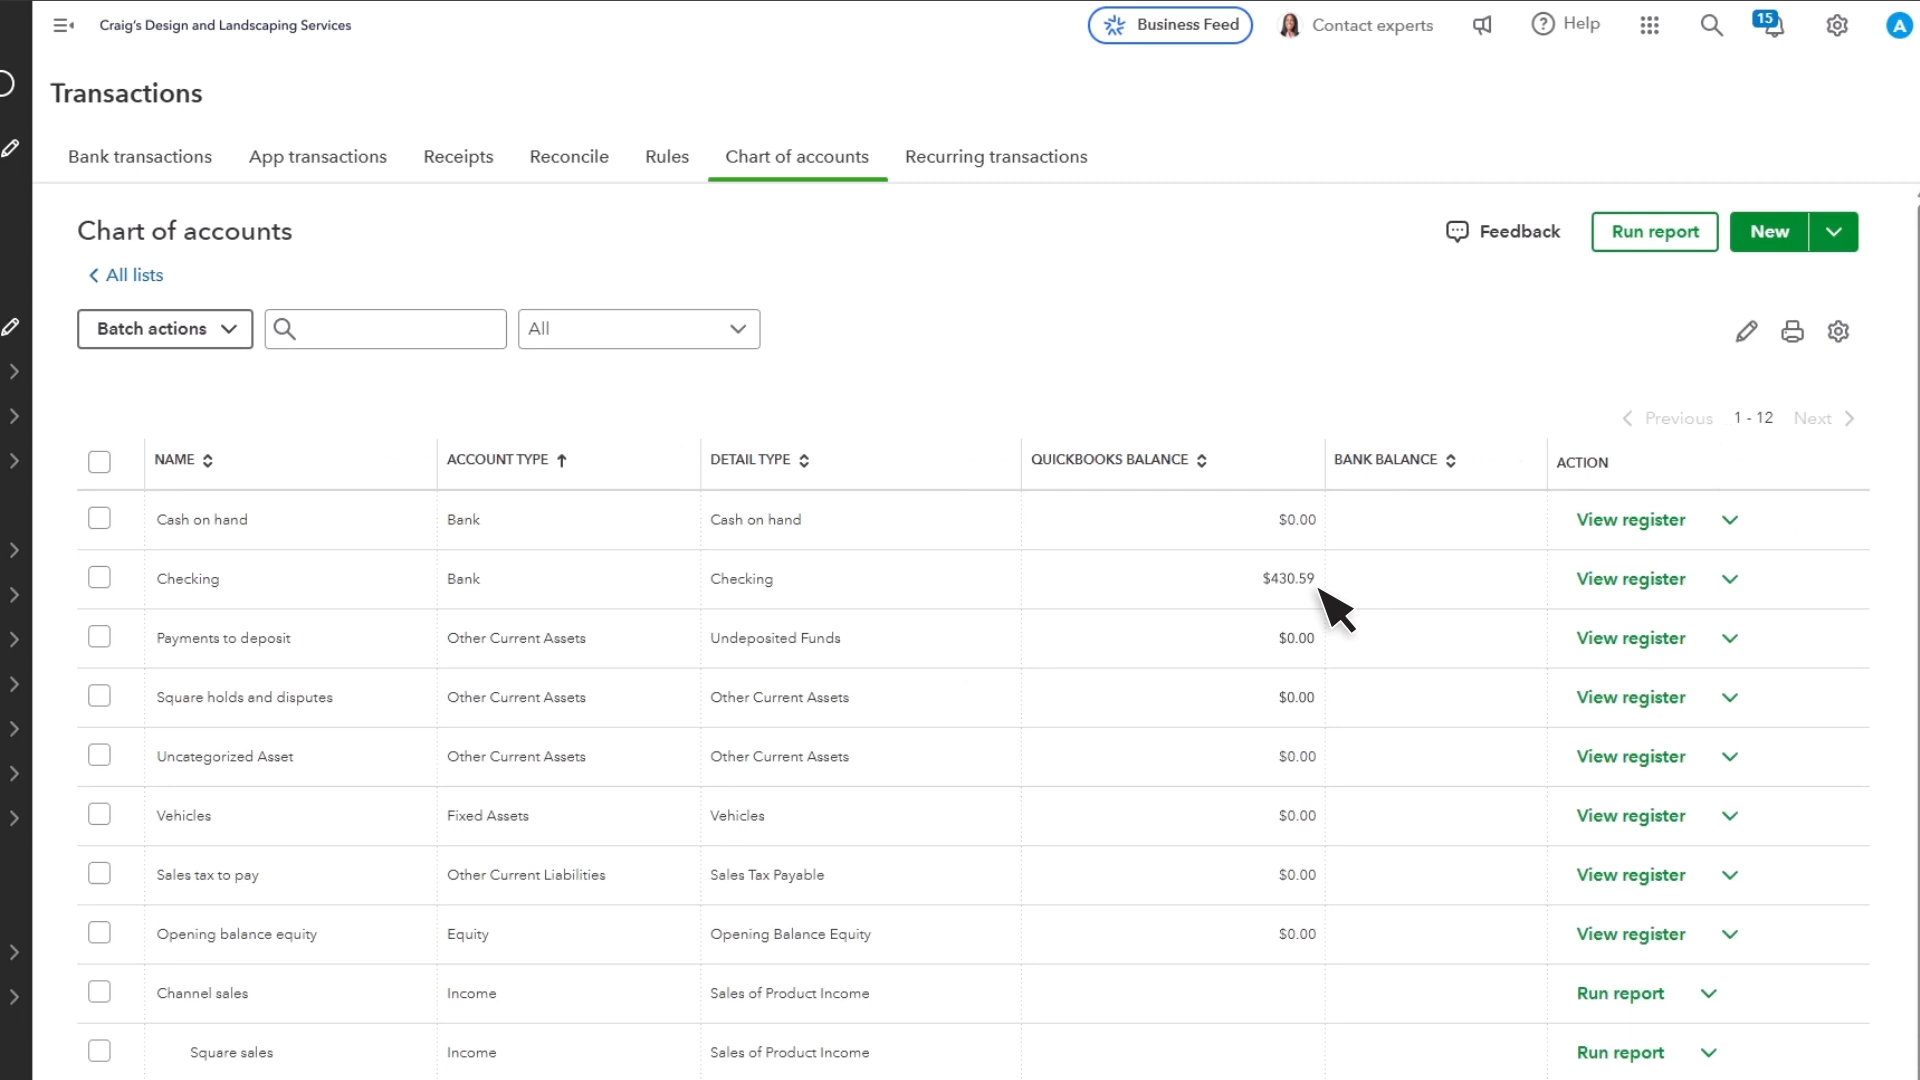 Craig's Design and Landscaping Services
Business Feed
Contact experts
Help
15
A
Transactions
Bank transactions
App transactions
Receipts
Reconcile
Rules
Chart of accounts
Recurring transactions
Chart of accounts
Feedback
Run report
New
All lists
Batch actions
All
Previous 1 - 12 Next
NAME ACCOUNT TYPE DETAIL TYPE QUICKBOOKS BALANCE BANK BALANCE ACTION
Cash on hand Bank Cash on hand $0.00 View register
Checking Bank Checking $430.59 View register
Payments to deposit Other Current Assets Undeposited Funds $0.00 View register
Square holds and disputes Other Current Assets Other Current Assets $0.00 View register
Uncategorized Asset Other Current Assets Other Current Assets $0.00 View register
Vehicles Fixed Assets Vehicles $0.00 View register
Sales tax to pay Other Current Liabilities Sales Tax Payable $0.00 View register
Opening balance equity Equity Opening Balance Equity $0.00 View register
Channel sales Income Sales of Product Income Run report
Square sales Income Sales of Product Income Run report